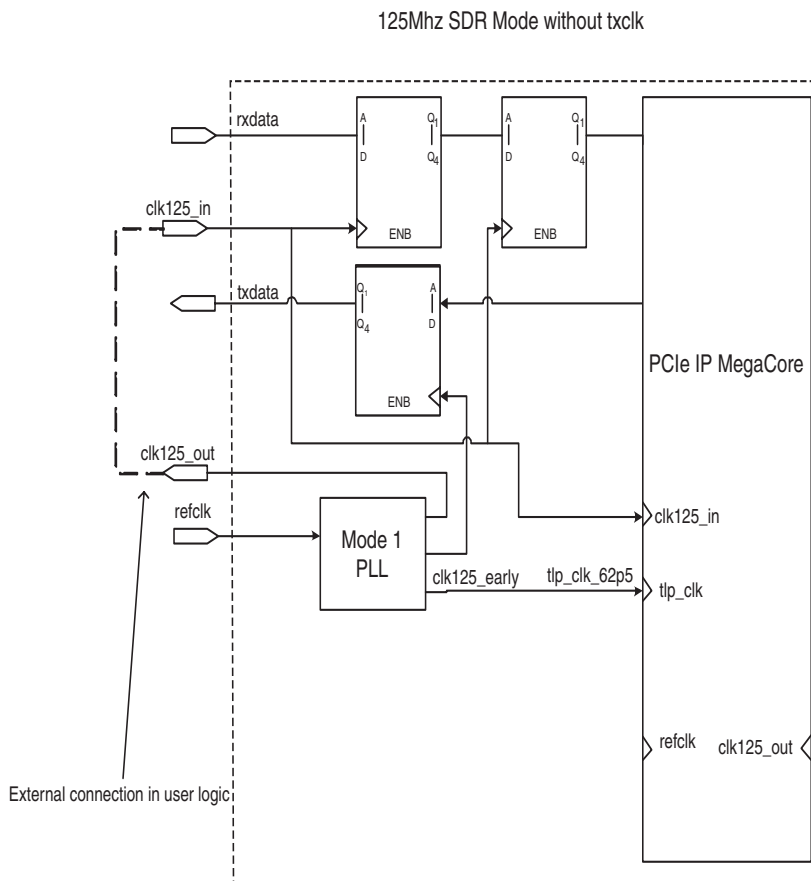 125Mhz SDR Mode without txclk
rxdata
A
D
Q1
Q4
ENB
A
D
Q1
Q4
ENB
clk125_in
txdata
Q1
Q4
A
D
ENB
PCIe IP MegaCore
clk125_out
refclk
Mode 1
PLL
clk125_early
tlp_clk_62p5
clk125_in
tlp_clk
refclk
clk125_out
External connection in user logic